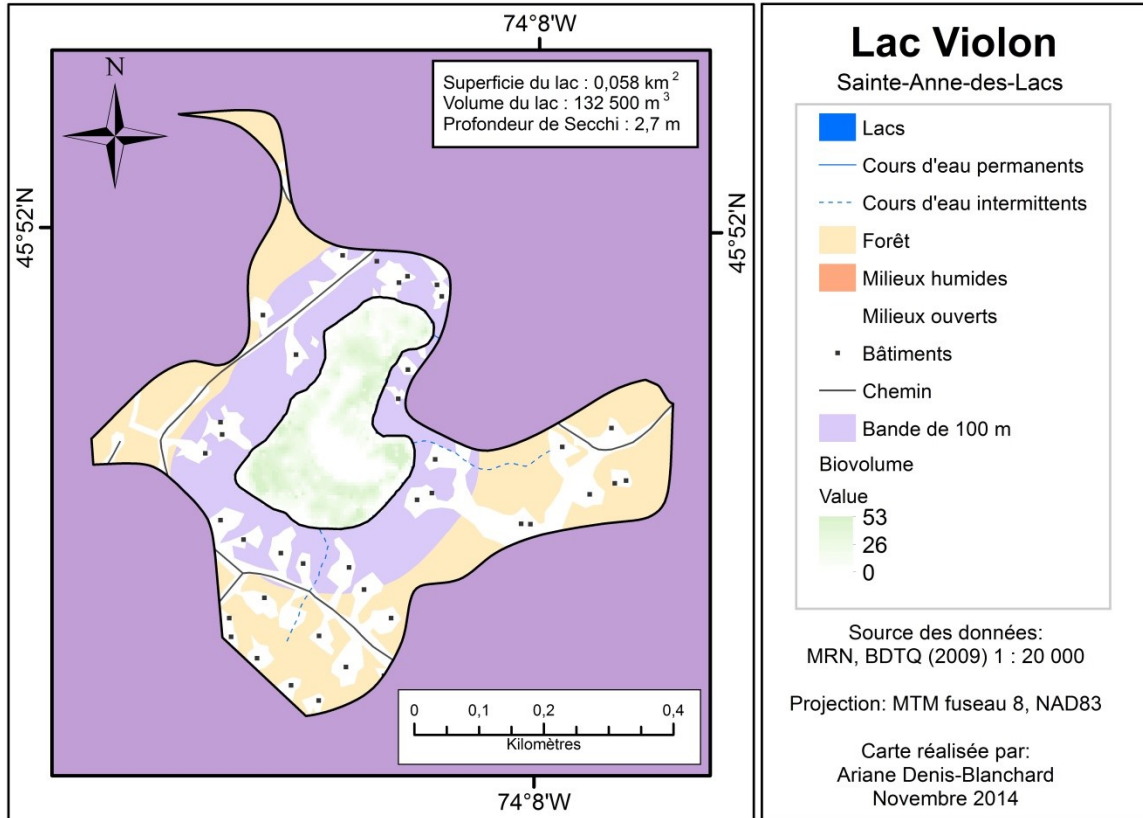 74°8'W
N
Superficie du lac : 0,058 km²
Volume du lac : 132 500 m³
Profondeur de Secchi : 2,7 m
45°52'N
45°52'N
0 0,1 0,2 0,4
Kilomètres
74°8'W
Lac Violon
Sainte-Anne-des-Lacs
Lacs
Cours d'eau permanents
Cours d'eau intermittents
Forêt
Milieux humides
Milieux ouverts
Bâtiments
Chemin
Bande de 100 m
Biovolume
Value
53
26
0
Source des données:
MRN, BDTQ (2009) 1 : 20 000
Projection: MTM fuseau 8, NAD83
Carte réalisée par:
Ariane Denis-Blanchard
Novembre 2014